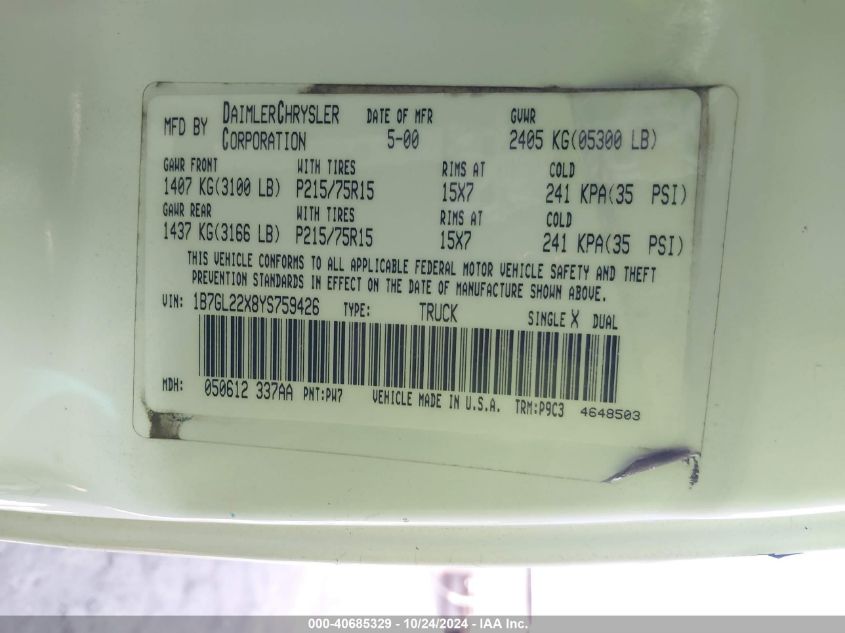 MFD BY DAIMLERCHRYSLER CORPORATION DATE OF MFR 5-00 GVWR 2405 KG(05300 LB)
GAWR FRONT WITH TIRES RIMS AT COLD
1407 KG(3100 LB) P215/75R15 15X7 241 KPA(35 PSI)
GAWR REAR WITH TIRES RIMS AT COLD
1437 KG(3166 LB) P215/75R15 15X7 241 KPA(35 PSI)
THIS VEHICLE CONFORMS TO ALL APPLICABLE FEDERAL MOTOR VEHICLE SAFETY AND THEFT
PREVENTION STANDARDS IN EFFECT ON THE DATE OF MANUFACTURE SHOWN ABOVE.
VIN: 1B7GL22X8YS759426 TYPE: TRUCK SINGLE X DUAL
MDH: 050612 337AA PNT:PW7 VEHICLE MADE IN U.S.A. TRM:P9C3 4648503
000-40685329 - 10/24/2024 - IAA Inc.